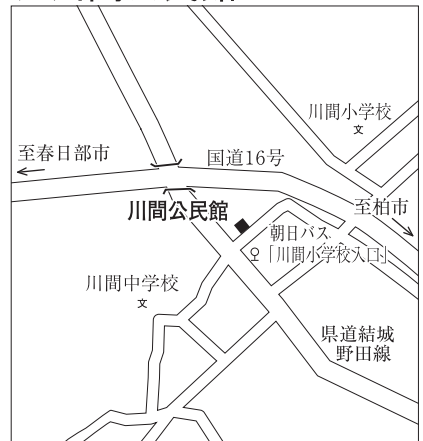 川間小学校
文
至春日部市
国道16号
至柏市
川間公民館
朝日バス
「川間小学校入口」
川間中学校
文
県道結城
野田線